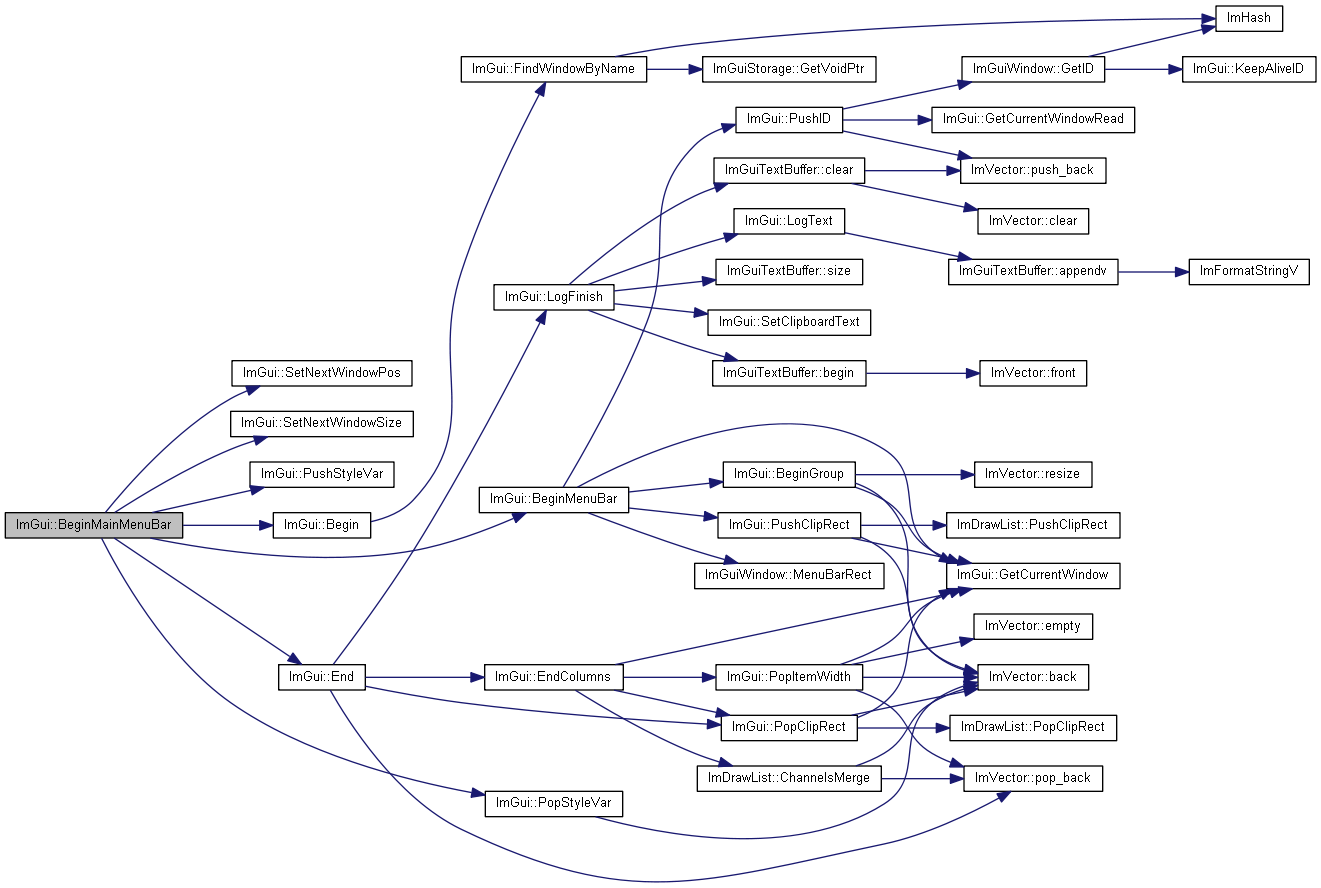 ImHash
ImGui::FindWindowByName
ImGuiStorage::GetVoidPtr
ImGuiWindow::GetID
ImGui::KeepAliveID
ImGui::PushID
ImGui::GetCurrentWindowRead
ImGuiTextBuffer::clear
ImVector::push_back
ImGui::LogText
ImVector::clear
ImGuiTextBuffer::size
ImGuiTextBuffer::appendv
ImFormatStringV
ImGui::LogFinish
ImGui::SetClipboardText
ImGui::SetNextWindowPos
ImGuiTextBuffer::begin
ImVector::front
ImGui::SetNextWindowSize
ImGui::PushStyleVar
ImGui::BeginGroup
ImVector::resize
ImGui::BeginMenuBar
ImGui::BeginMainMenuBar
ImGui::Begin
ImGui::PushClipRect
ImDrawList::PushClipRect
ImGuiWindow::MenuBarRect
ImGui::GetCurrentWindow
ImVector::empty
ImGui::End
ImGui::EndColumns
ImGui::PopItemWidth
ImVector::back
ImGui::PopClipRect
ImDrawList::PopClipRect
ImDrawList::ChannelsMerge
ImVector::pop_back
ImGui::PopStyleVar